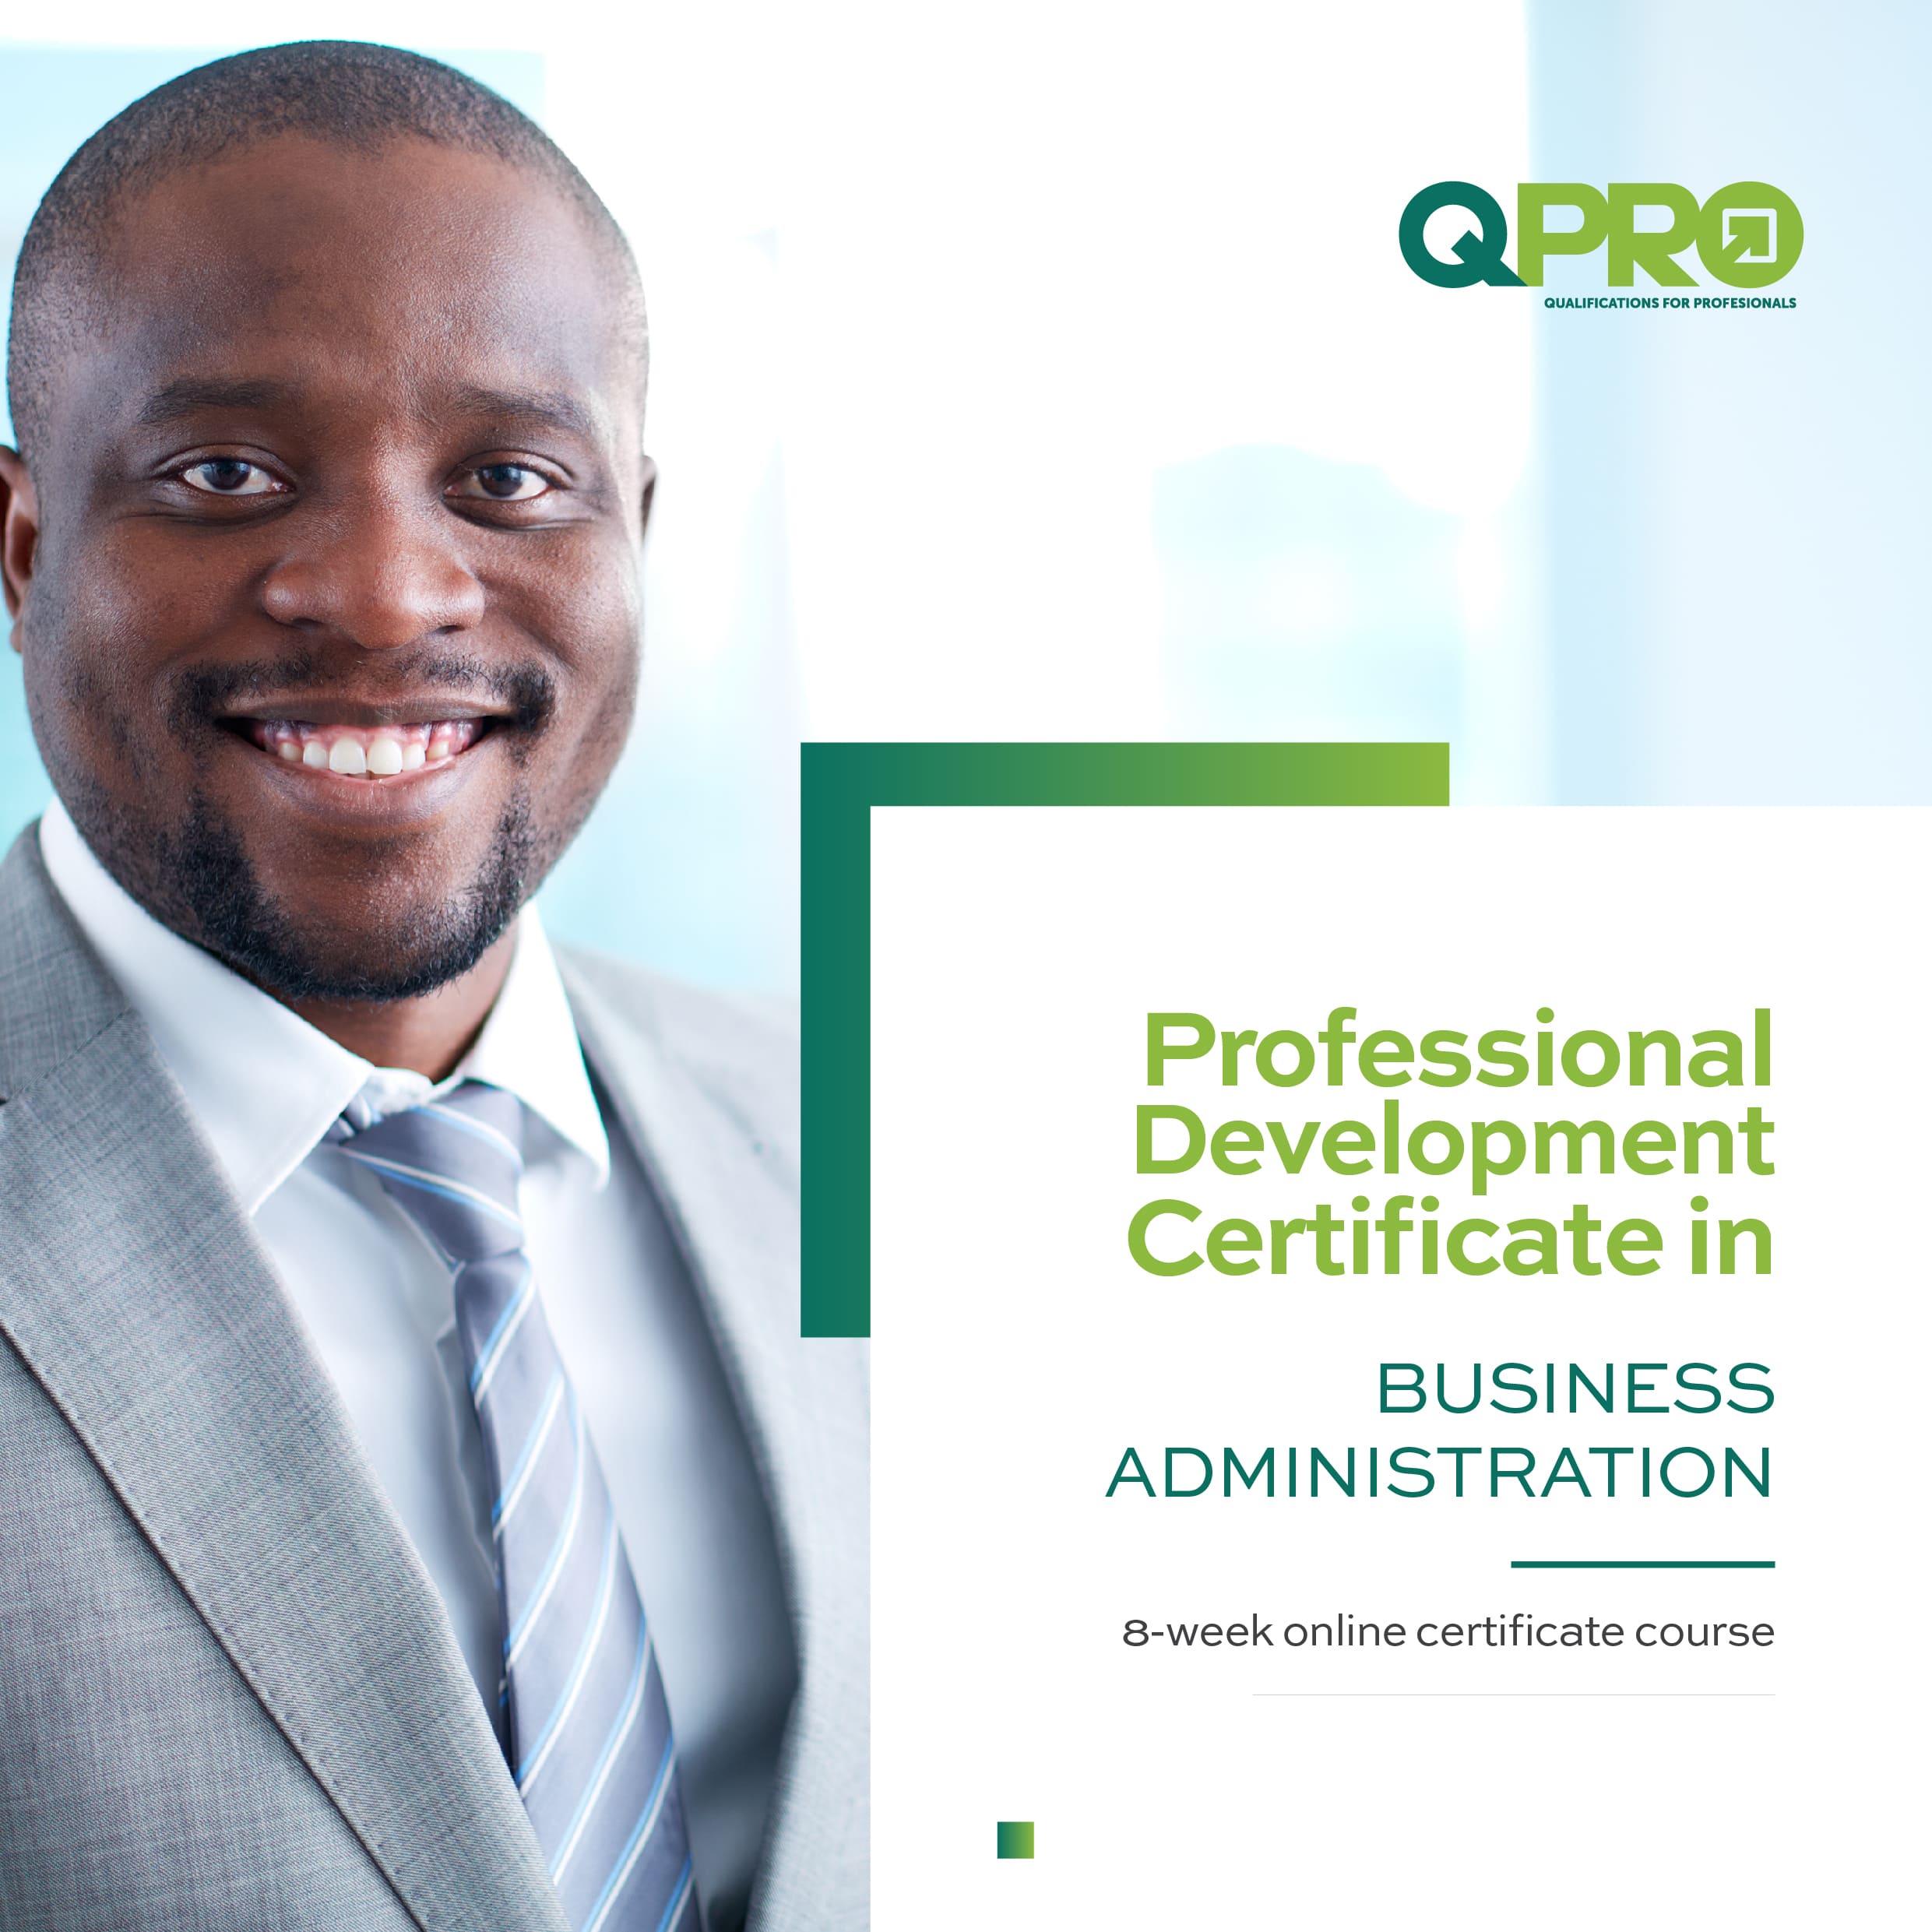 QPRO
QUALIFICATIONS FOR PROFESIONALS
Professional
Development
Certificate in
BUSINESS
ADMINISTRATION
8-week online certificate course